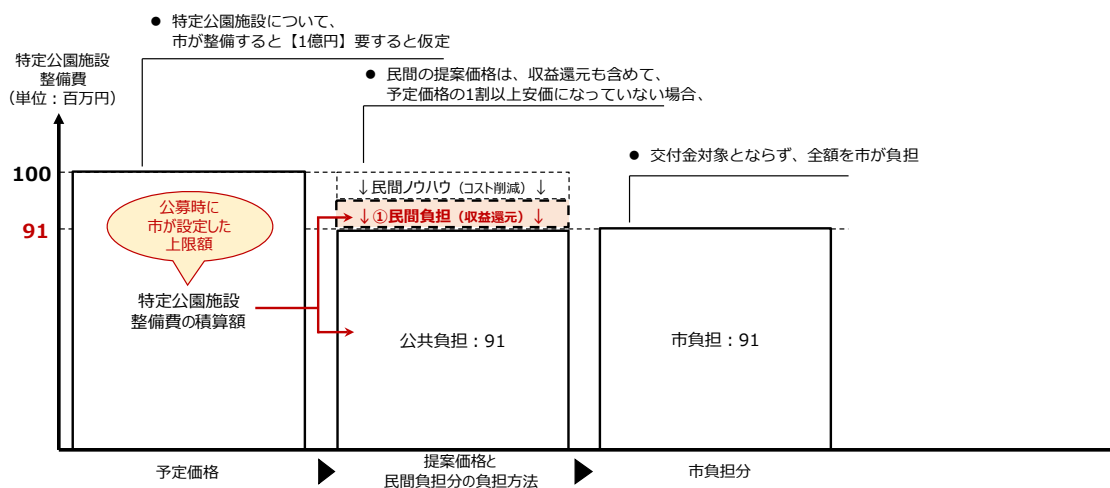 ● 特定公園施設について、
市が整備すると【1億円】要すると仮定
特定公園施設
整備費
（単位：百万円）
● 民間の提案価格は、収益還元も含めて、
予定価格の1割以上安価になっていない場合、
● 交付金対象とならず、全額を市が負担
100
↓民間ノウハウ（コスト削減）↓
↓①民間負担（収益還元）↓
91
公募時に
市が設定した
上限額
特定公園施設
整備費の積算額
公共負担：91
市負担：91
予定価格
提案価格と
民間負担分の負担方法
市負担分